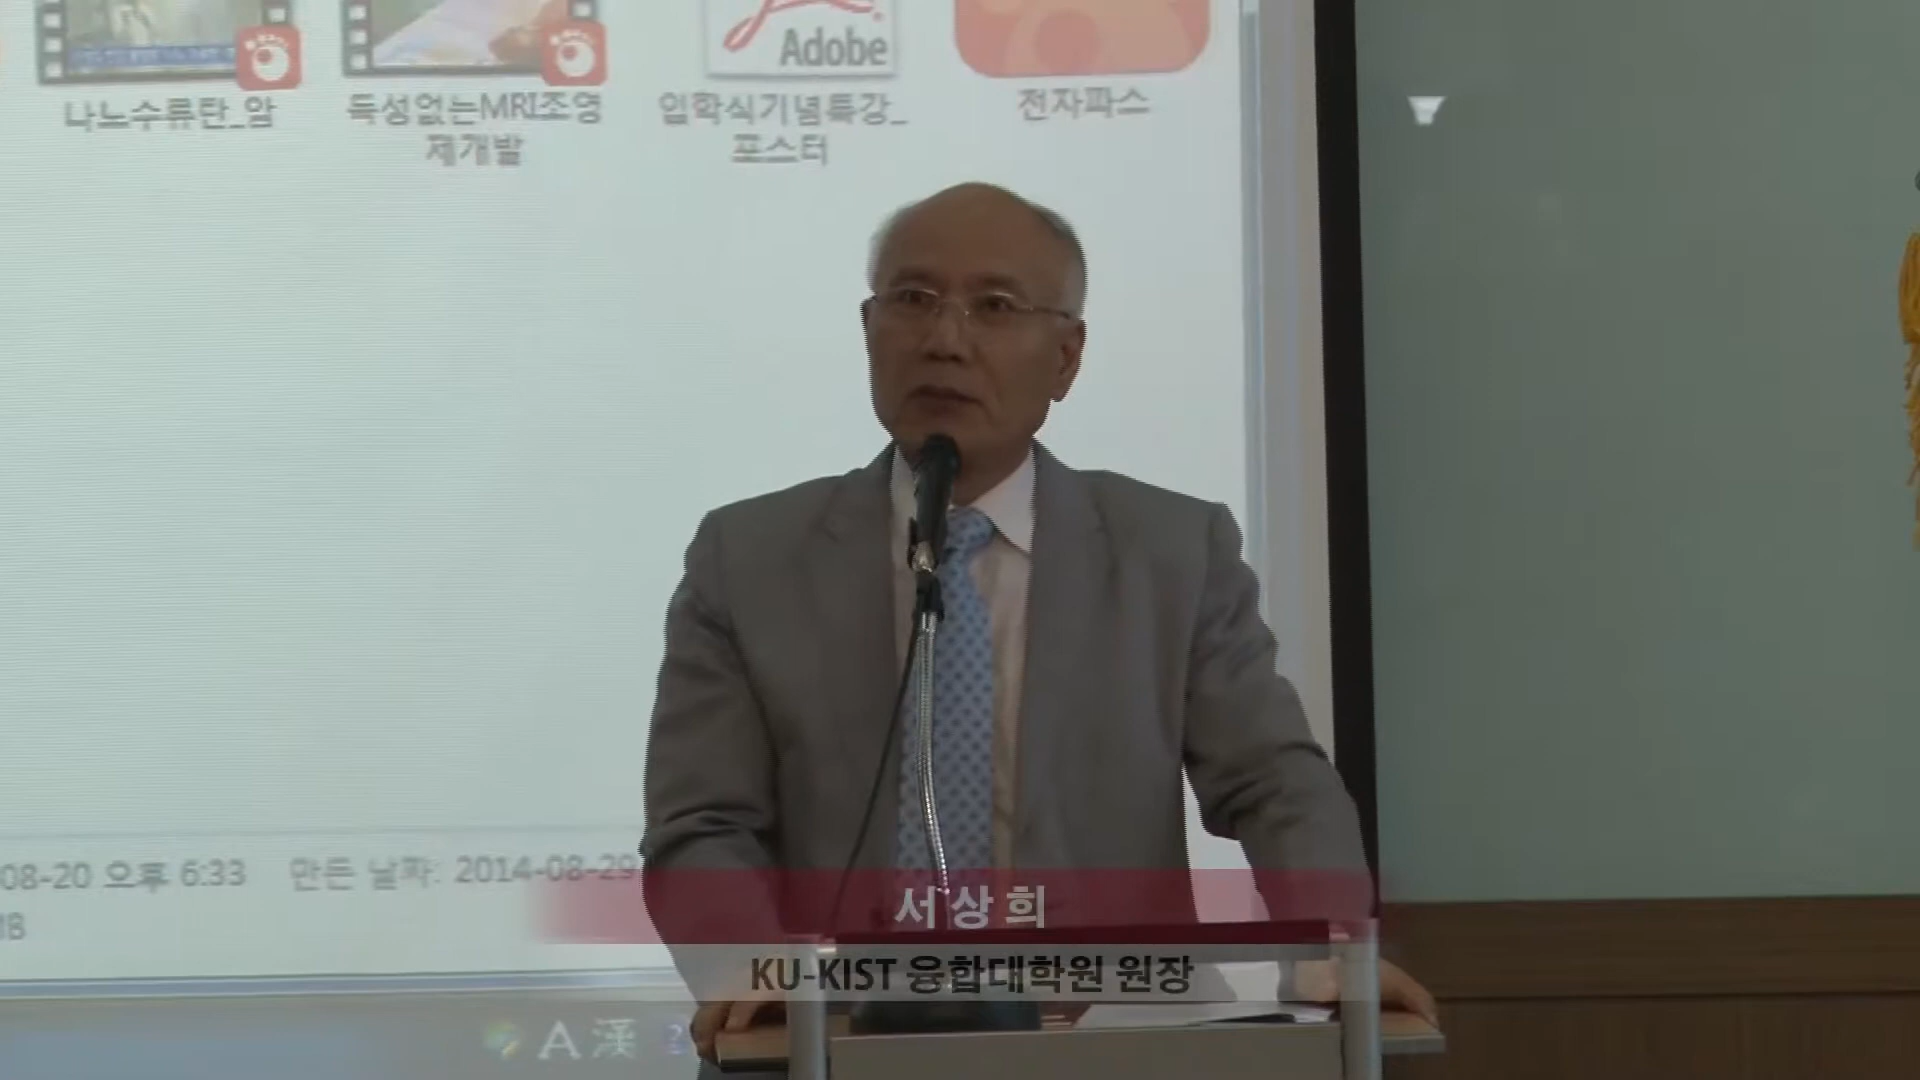 Adobe
나노수류탄_암
독성없는MRI조영
제개발
입학식기념특강_
포스터
전자파스
08-20 오후 6:33 만든 날짜: 2014-08-29
서상희
KU-KIST 융합대학원 원장
A 漢